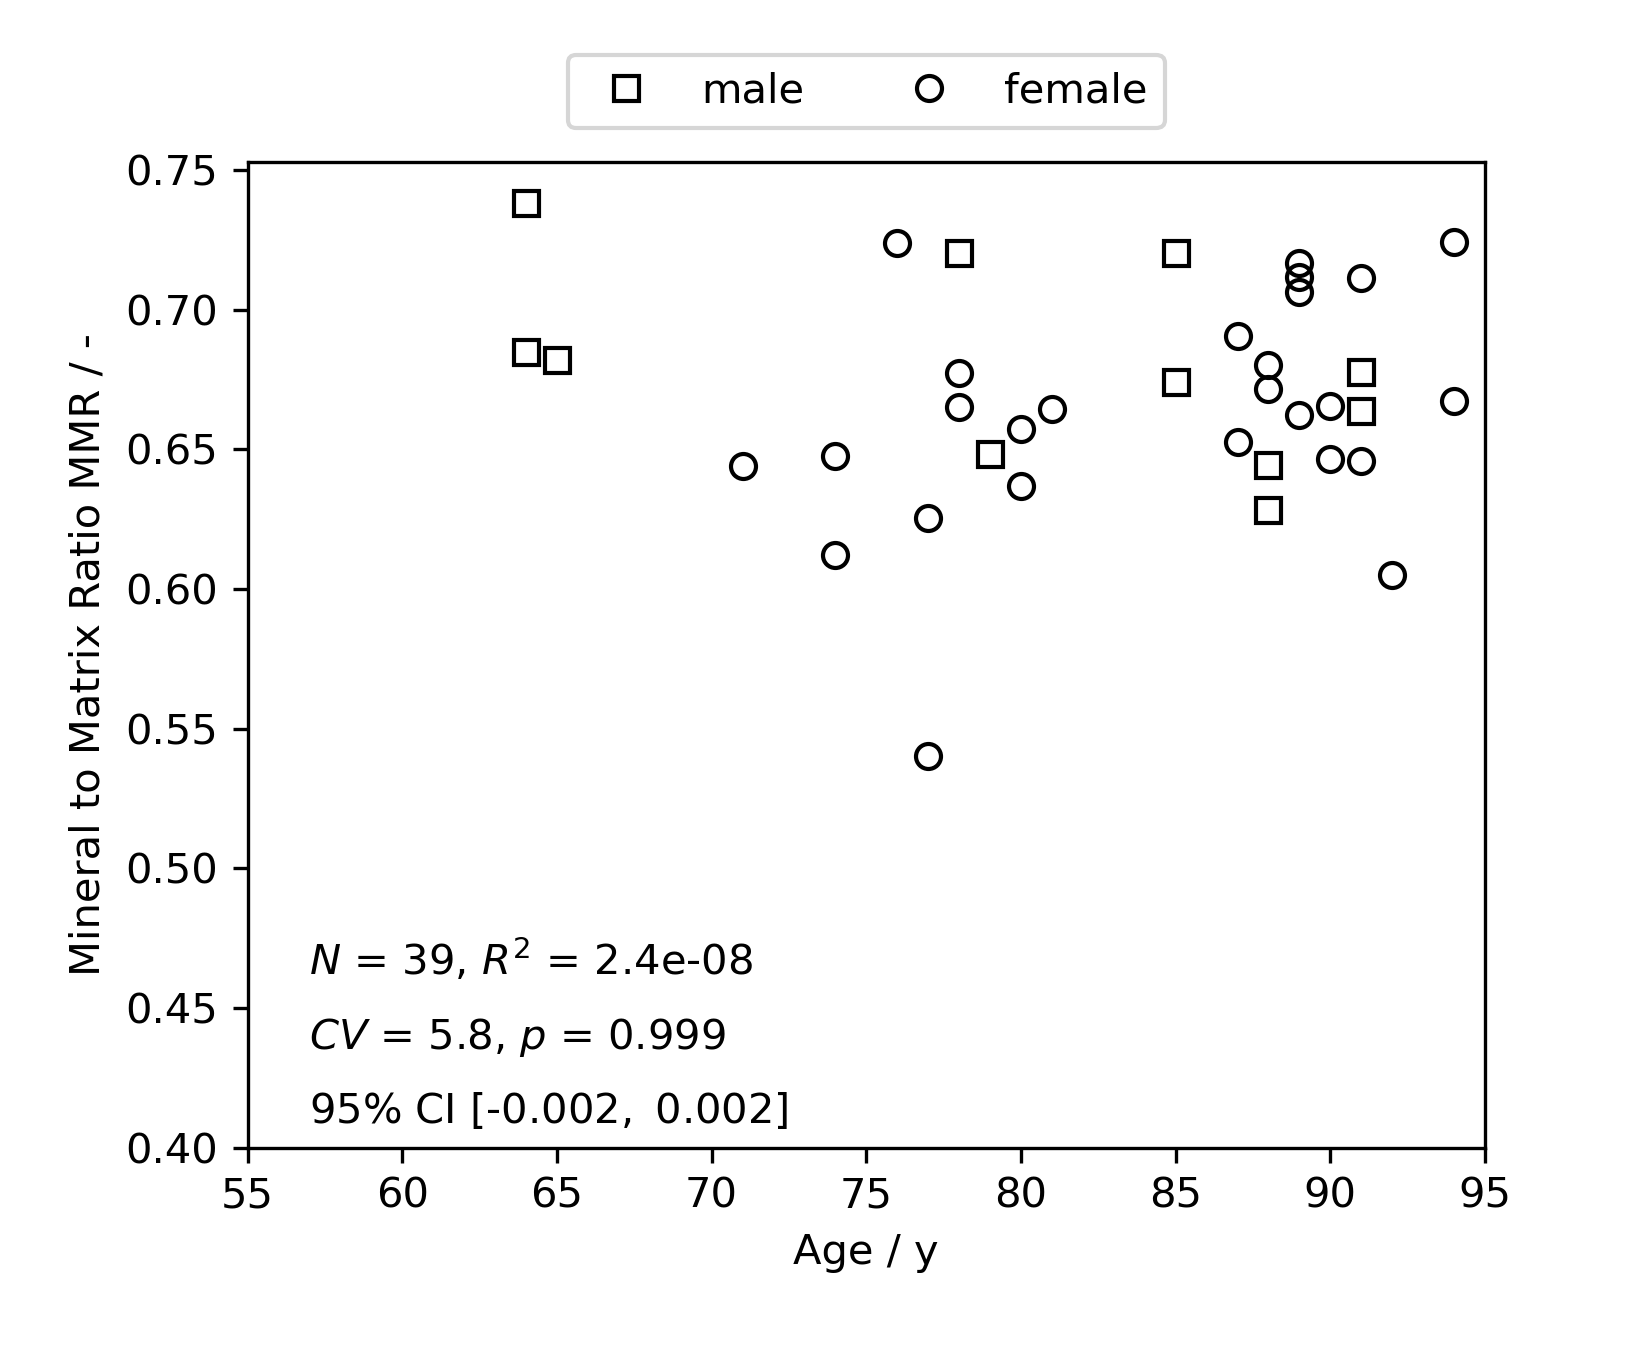 male female
0.75
0.70
0.65
0.60
0.55
0.50
0.45
0.40
Mineral to Matrix Ratio MMR / -
N = 39, R² = 2.4e-08
CV = 5.8, p = 0.999
95% CI [-0.002, 0.002]
55 60 65 70 75 80 85 90 95
Age / y